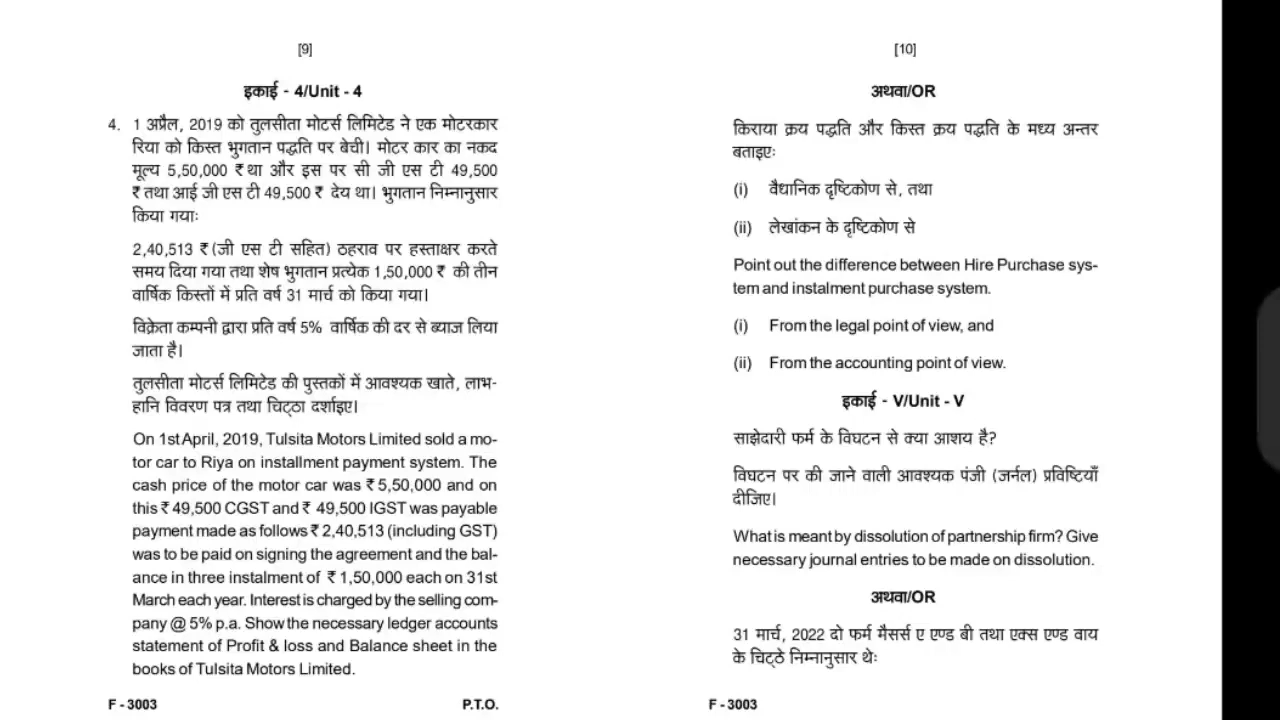 [9]
इकाई - 4/Unit - 4
4. 1 अप्रैल, 2019 को तुलसीता मोटर्स लिमिटेड ने एक मोटरकार
रिया को किस्त भुगतान पद्धति पर बेची। मोटर कार का नकद
मूल्य 5,50,000 ₹ था और इस पर सी जी एस टी 49,500
₹ तथा आई जी एस टी 49,500 ₹ देय था। भुगतान निम्नानुसार
किया गयाः
2,40,513 ₹ (जी एस टी सहित) ठहराव पर हस्ताक्षर करते
समय दिया गया तथा शेष भुगतान प्रत्येक 1,50,000 ₹ की तीन
वार्षिक किस्तों में प्रति वर्ष 31 मार्च को किया गया।
विक्रेता कम्पनी द्वारा प्रति वर्ष 5% वार्षिक की दर से ब्याज लिया
जाता है।
तुलसीता मोटर्स लिमिटेड की पुस्तकों में आवश्यक खाते, लाभ-
हानि विवरण पत्र तथा चिट्ठा दर्शाइए।
On 1st April, 2019, Tulsita Motors Limited sold a mo-
tor car to Riya on installment payment system. The
cash price of the motor car was ₹ 5,50,000 and on
this ₹ 49,500 CGST and ₹ 49,500 IGST was payable
payment made as follows ₹ 2,40,513 (including GST)
was to be paid on signing the agreement and the bal-
ance in three instalment of ₹ 1,50,000 each on 31st
March each year. Interest is charged by the selling com-
pany @ 5% p.a. Show the necessary ledger accounts
statement of Profit & loss and Balance sheet in the
books of Tulsita Motors Limited.
F - 3003 P.T.O.
[10]
अथवा/OR
किराया क्रय पद्धति और किस्त क्रय पद्धति के मध्य अन्तर
बताइएः
(i) वैधानिक दृष्टिकोण से, तथा
(ii) लेखांकन के दृष्टिकोण से
Point out the difference between Hire Purchase sys-
tem and instalment purchase system.
(i) From the legal point of view, and
(ii) From the accounting point of view.
इकाई - V/Unit - V
साझेदारी फर्म के विघटन से क्या आशय है?
विघटन पर की जाने वाली आवश्यक पंजी (जर्नल) प्रविष्टियाँ
दीजिए।
What is meant by dissolution of partnership firm? Give
necessary journal entries to be made on dissolution.
अथवा/OR
31 मार्च, 2022 दो फर्म मैसर्स ए एण्ड बी तथा एक्स एण्ड वाय
के चिट्ठे निम्नानुसार थेः
F - 3003